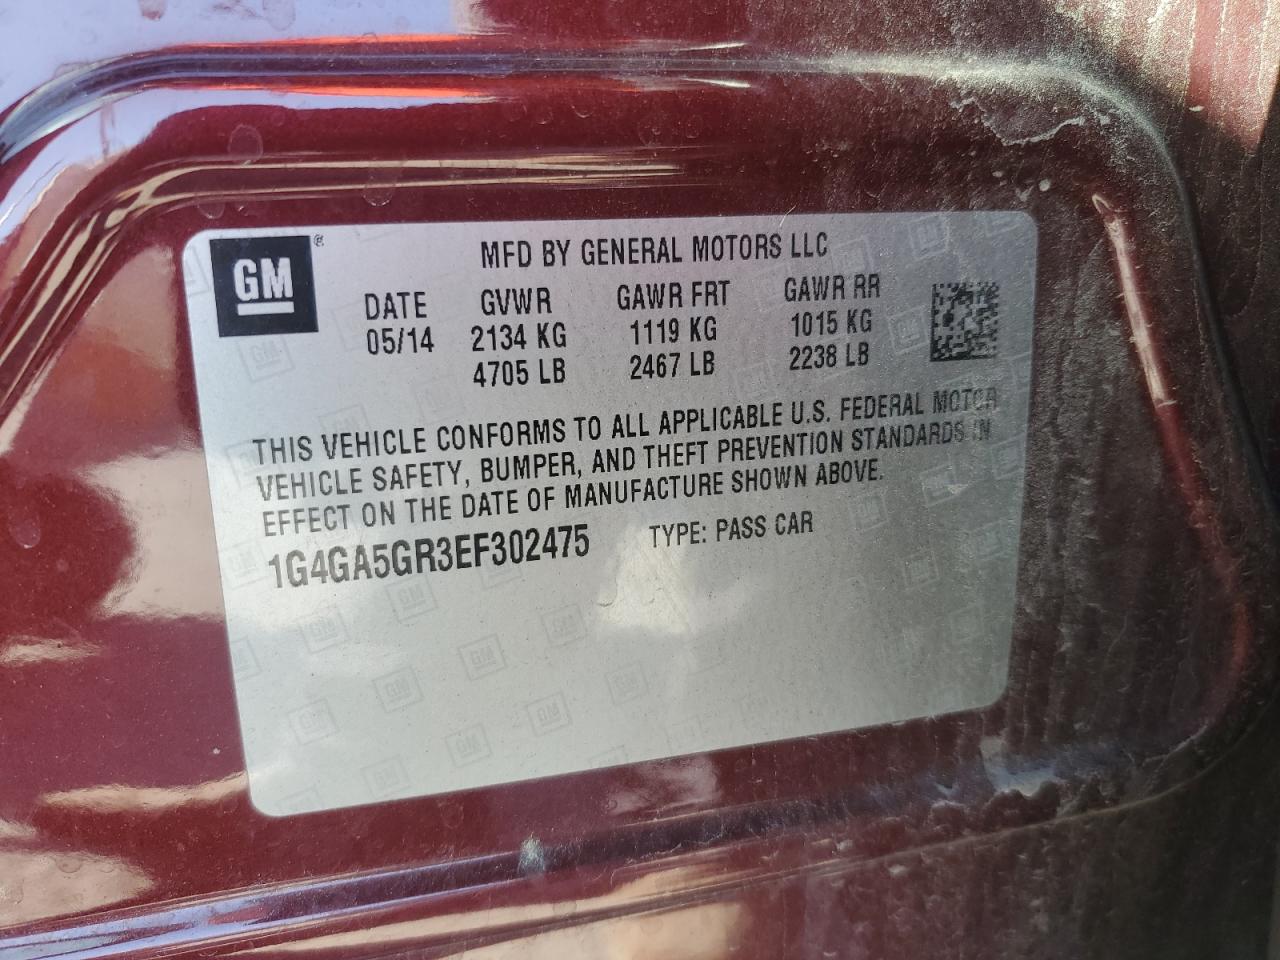 GM ®
MFD BY GENERAL MOTORS LLC
DATE GVWR GAWR FRT GAWR RR
05/14 2134 KG 1119 KG 1015 KG
4705 LB 2467 LB 2238 LB
THIS VEHICLE CONFORMS TO ALL APPLICABLE U.S. FEDERAL MOTOR
VEHICLE SAFETY, BUMPER, AND THEFT PREVENTION STANDARDS IN
EFFECT ON THE DATE OF MANUFACTURE SHOWN ABOVE.
1G4GA5GR3EF302475 TYPE: PASS CAR